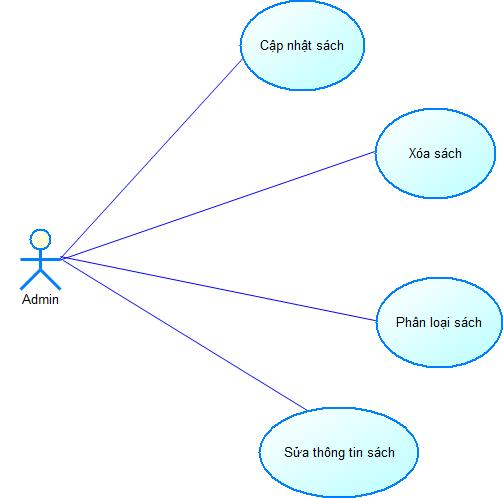 Cập nhật sách
Xóa sách
Admin
Phân loại sách
Sửa thông tin sách